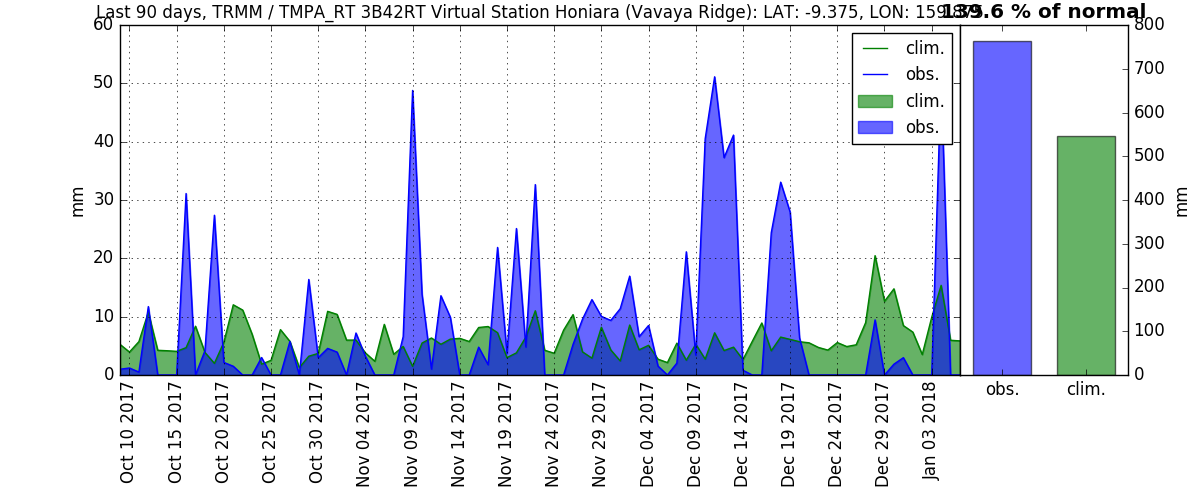 Last 90 days, TRMM / TMPA_RT 3B42RT Virtual Station Honiara (Vavaya Ridge): LAT: -9.375, LON:
139.6 % of normal
60
50
40
30
20
10
0
mm
clim.
obs.
clim.
obs.
800
700
600
500
400
300
200
100
0
mm
Oct 10 2017
Oct 15 2017
Oct 20 2017
Oct 25 2017
Oct 30 2017
Nov 04 2017
Nov 09 2017
Nov 14 2017
Nov 19 2017
Nov 24 2017
Nov 29 2017
Dec 04 2017
Dec 09 2017
Dec 14 2017
Dec 19 2017
Dec 24 2017
Dec 29 2017
Jan 03 2018
obs.
clim.